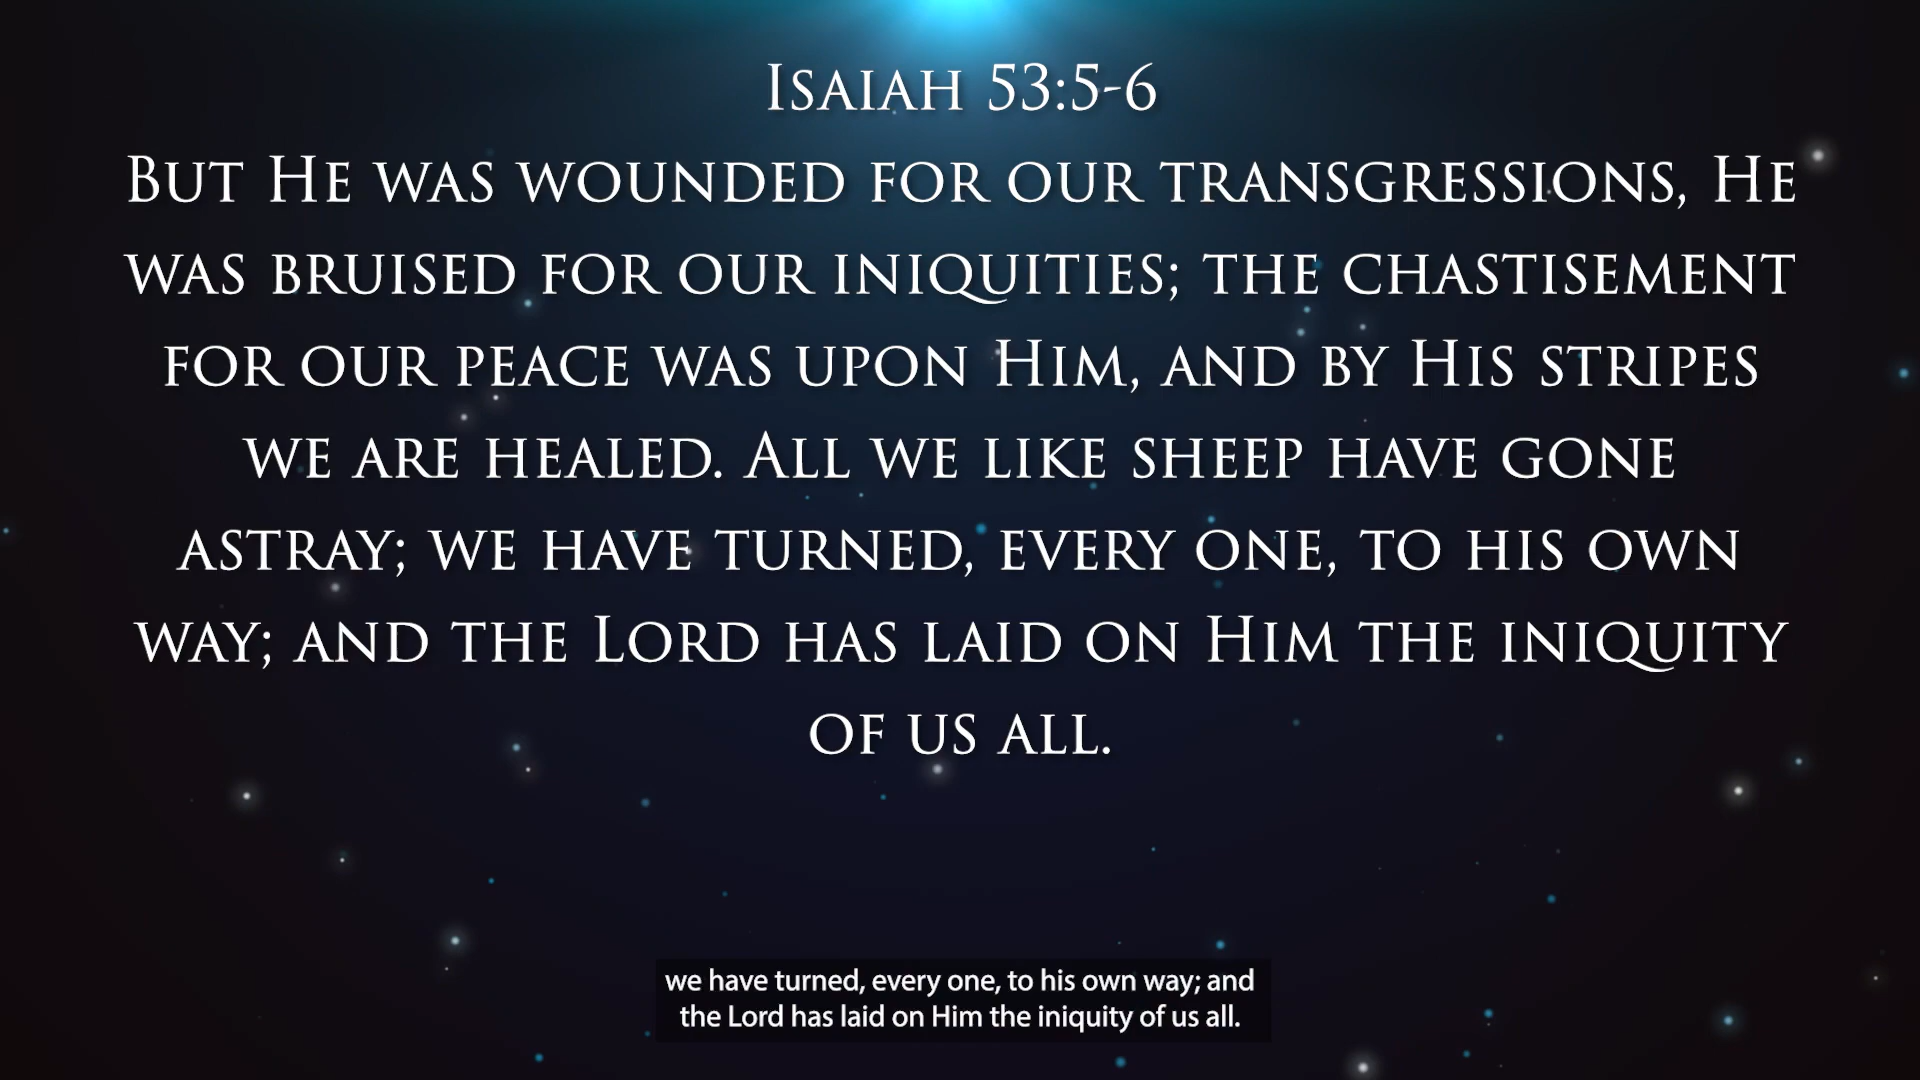 Isaiah 53:5-6
But He was wounded for our transgressions, He
was bruised for our iniquities; the chastisement
for our peace was upon Him, and by His stripes
we are healed. All we like sheep have gone
astray; we have turned, every one, to his own
way; and the Lord has laid on Him the iniquity
of us all.
we have turned, every one, to his own way; and
the Lord has laid on Him the iniquity of us all.